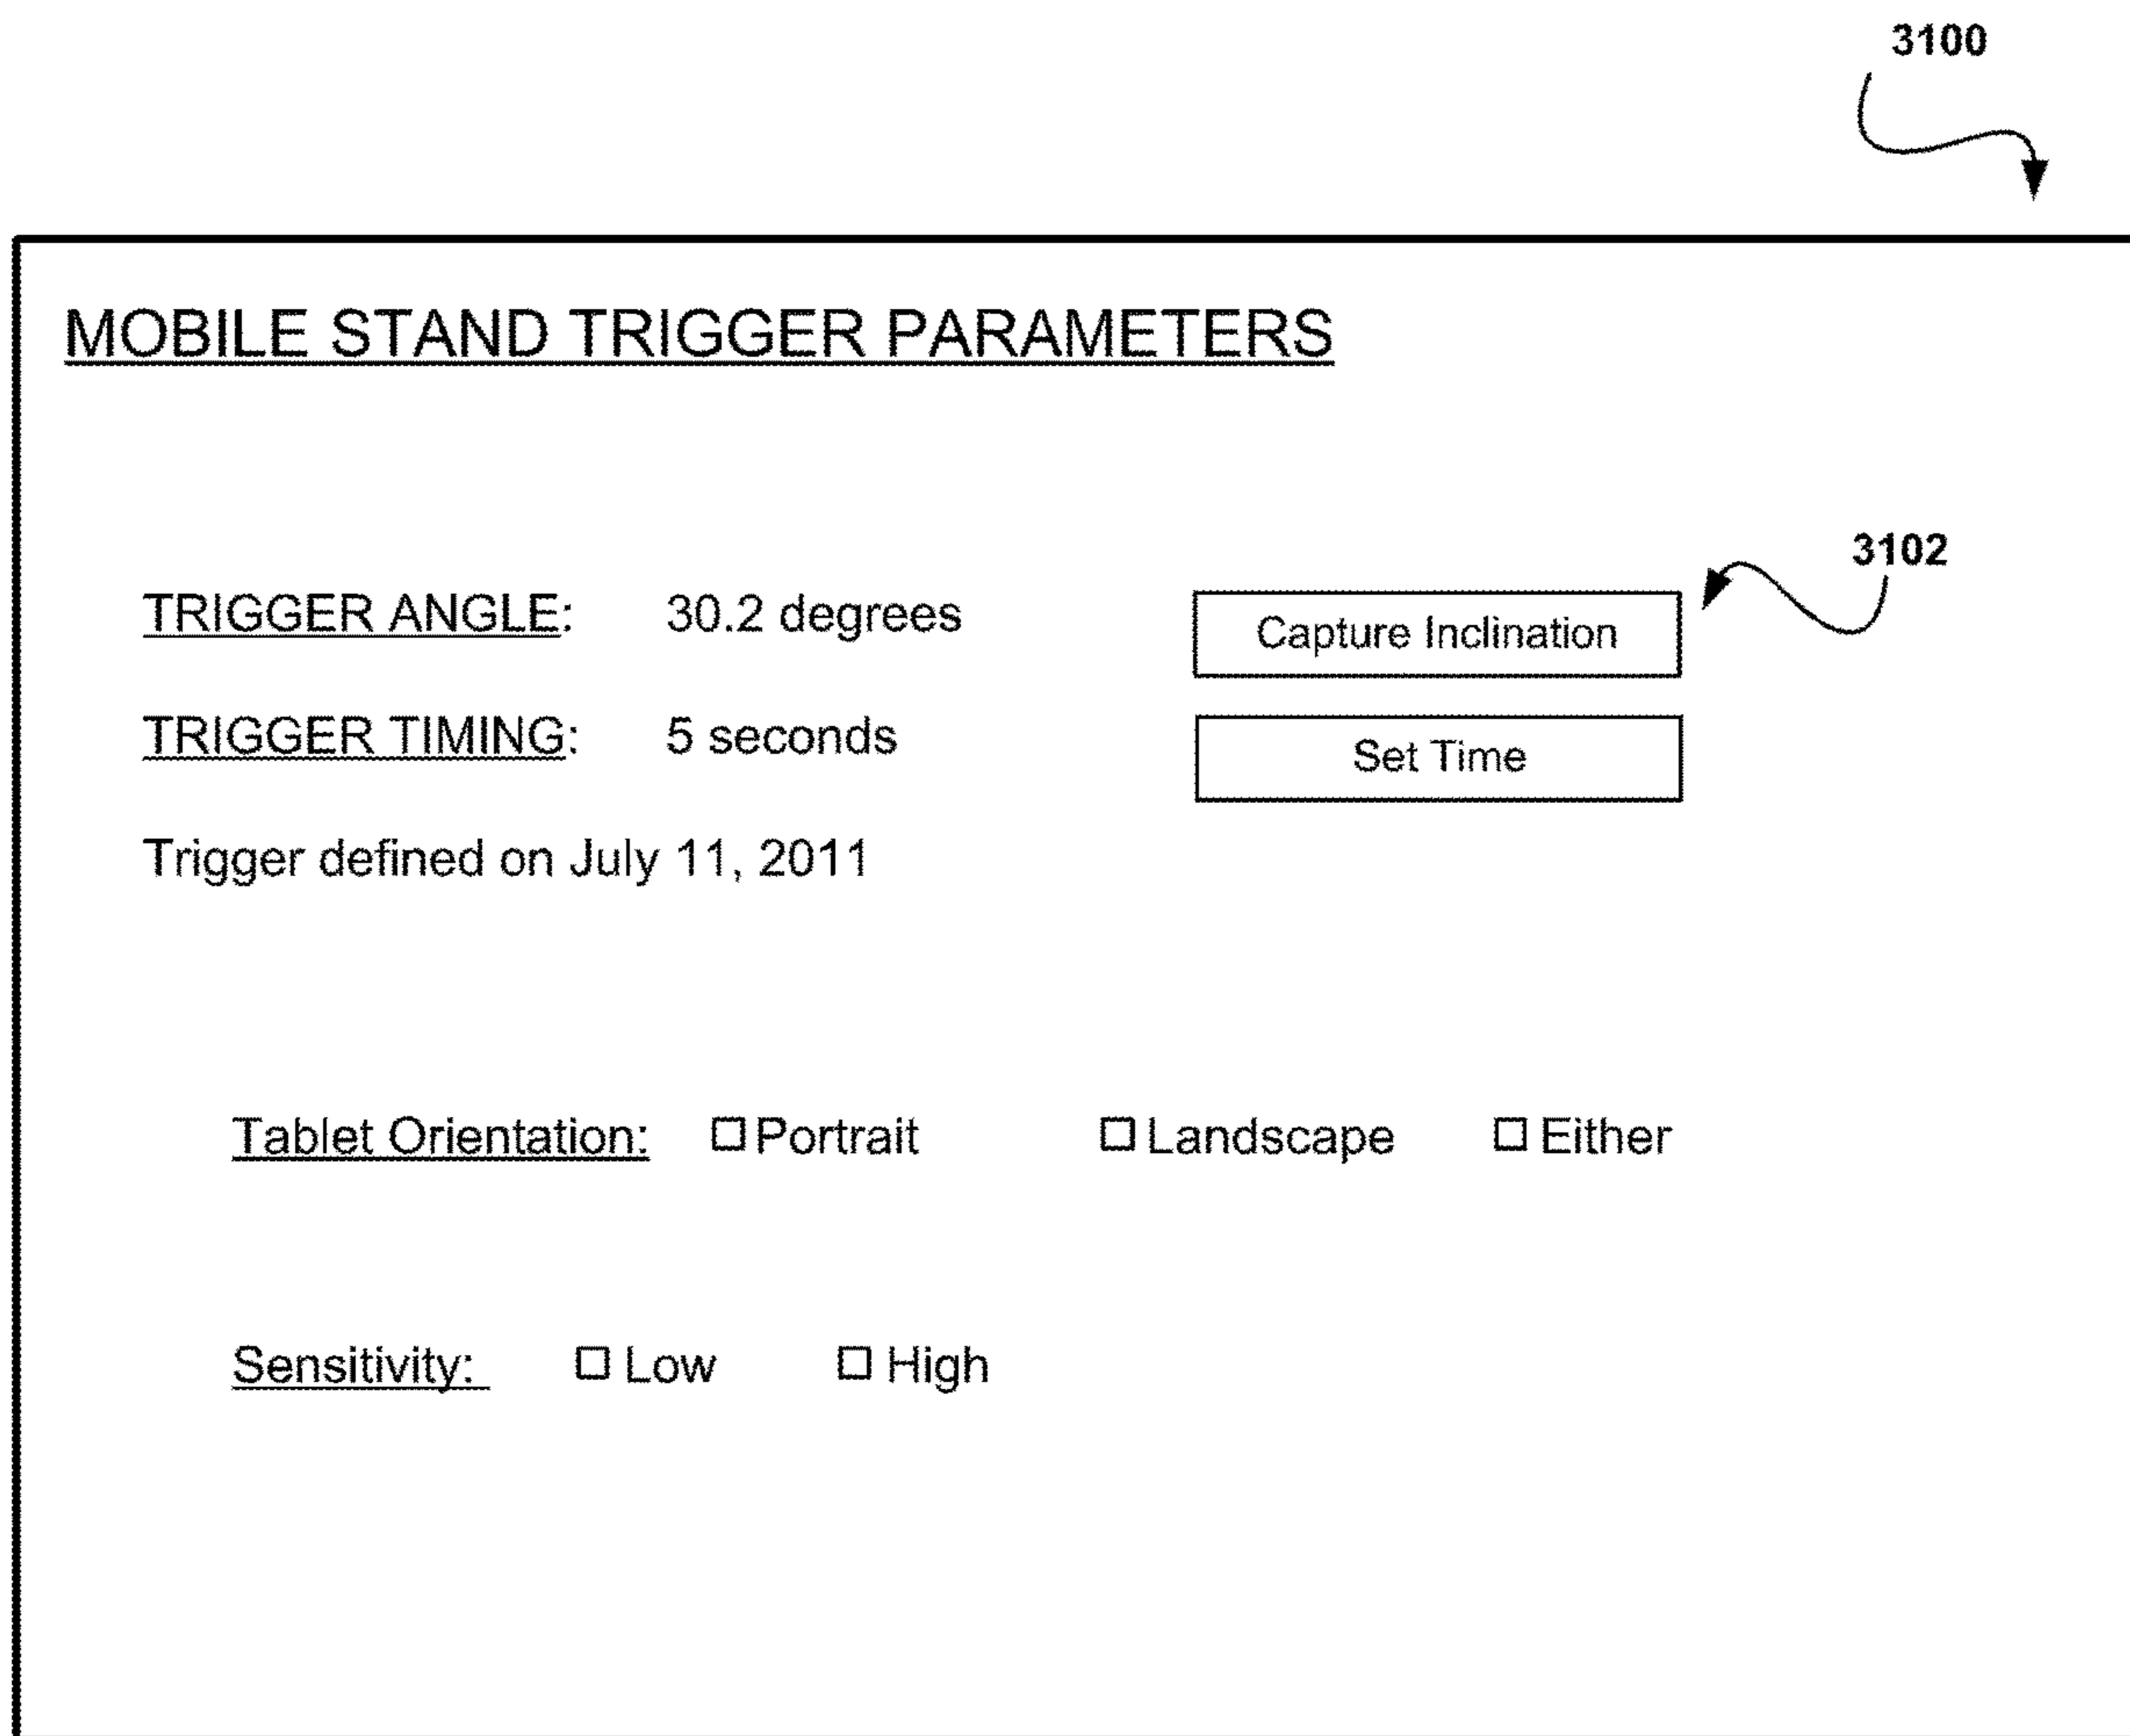 3100
MOBILE STAND TRIGGER PARAMETERS
3102
TRIGGER ANGLE: 30.2 degrees Capture Inclination
TRIGGER TIMING: 5 seconds Set Time
Trigger defined on July 11, 2011
Tablet Orientation: Portrait Landscape Either
Sensitivity: Low High